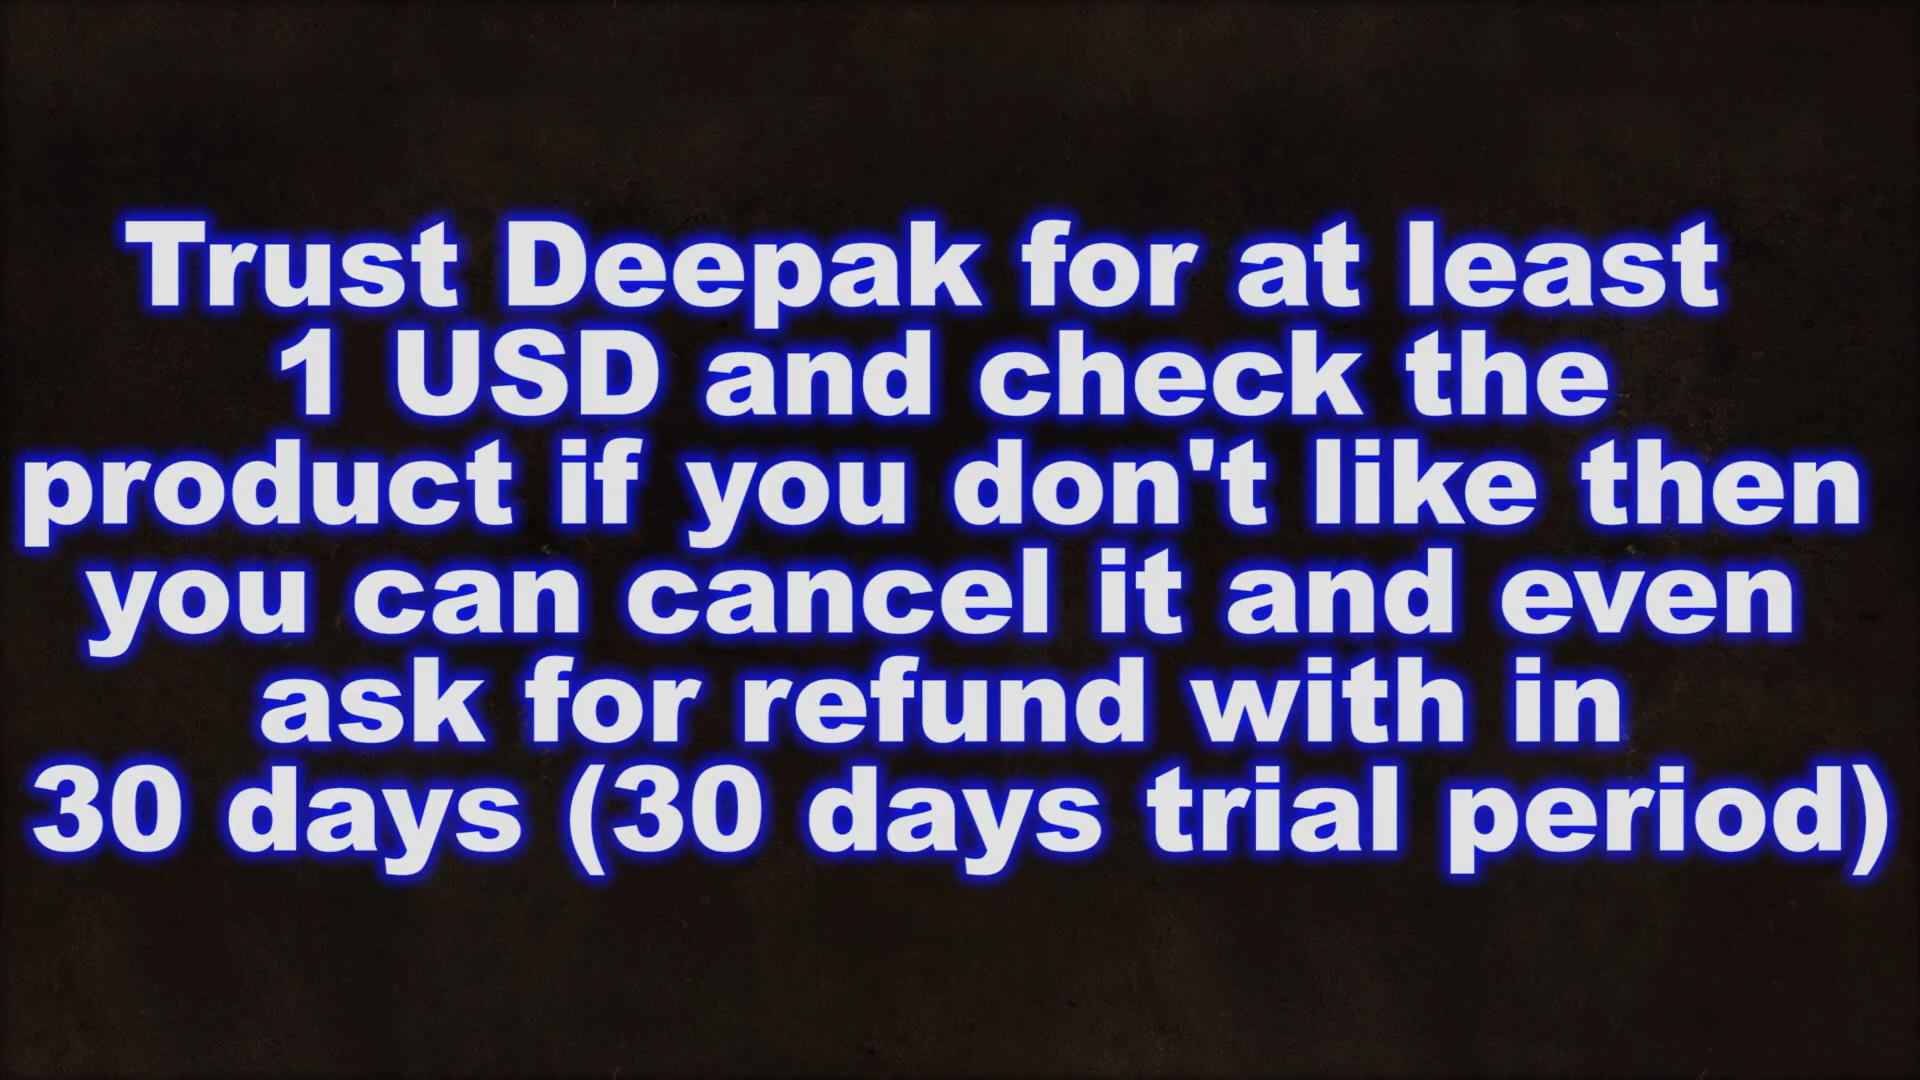 Trust Deepak for at least
1 USD and check the
product if you don't like then
you can cancel it and even
ask for refund with in
30 days (30 days trial period)